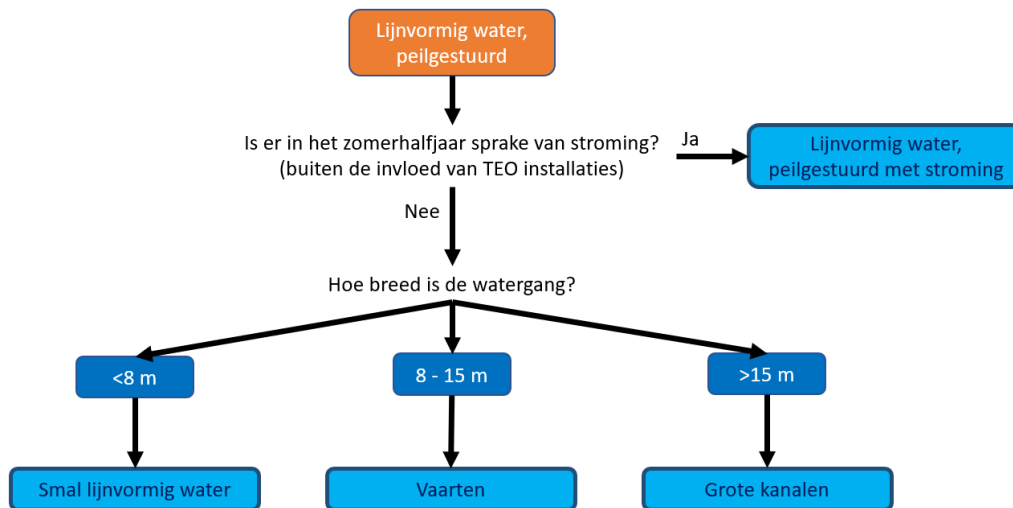 Lijnvormig water,
peilgestuurd
Is er in het zomerhalfjaar sprake van stroming?
(buiten de invloed van TEO installaties)
Ja
Lijnvormig water,
peilgestuurd met stroming
Nee
Hoe breed is de watergang?
<8 m
8 - 15 m
>15 m
Smal lijnvormig water
Vaarten
Grote kanalen